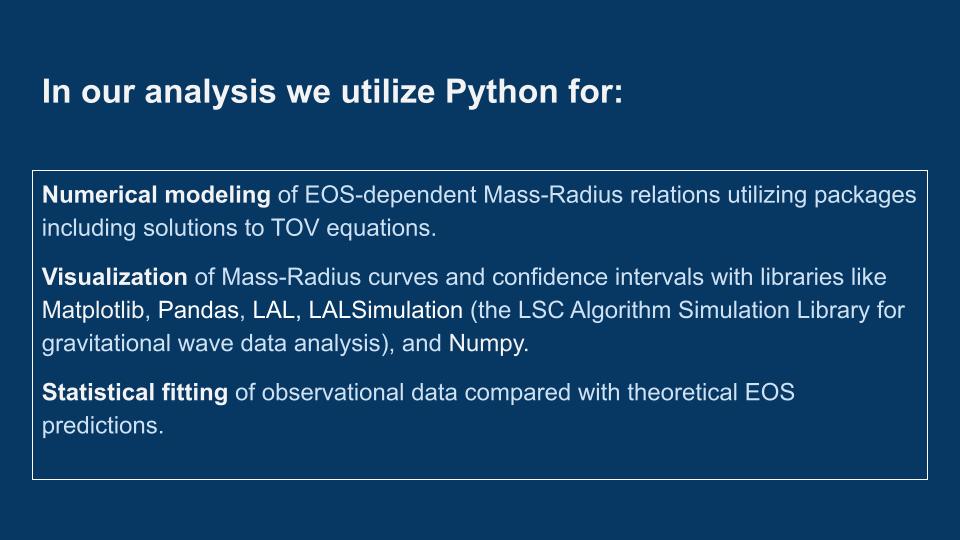 In our analysis we utilize Python for:
Numerical modeling of EOS-dependent Mass-Radius relations utilizing packages
including solutions to TOV equations.
Visualization of Mass-Radius curves and confidence intervals with libraries like
Matplotlib, Pandas, LAL, LALSimulation (the LSC Algorithm Simulation Library for
gravitational wave data analysis), and Numpy.
Statistical fitting of observational data compared with theoretical EOS
predictions.